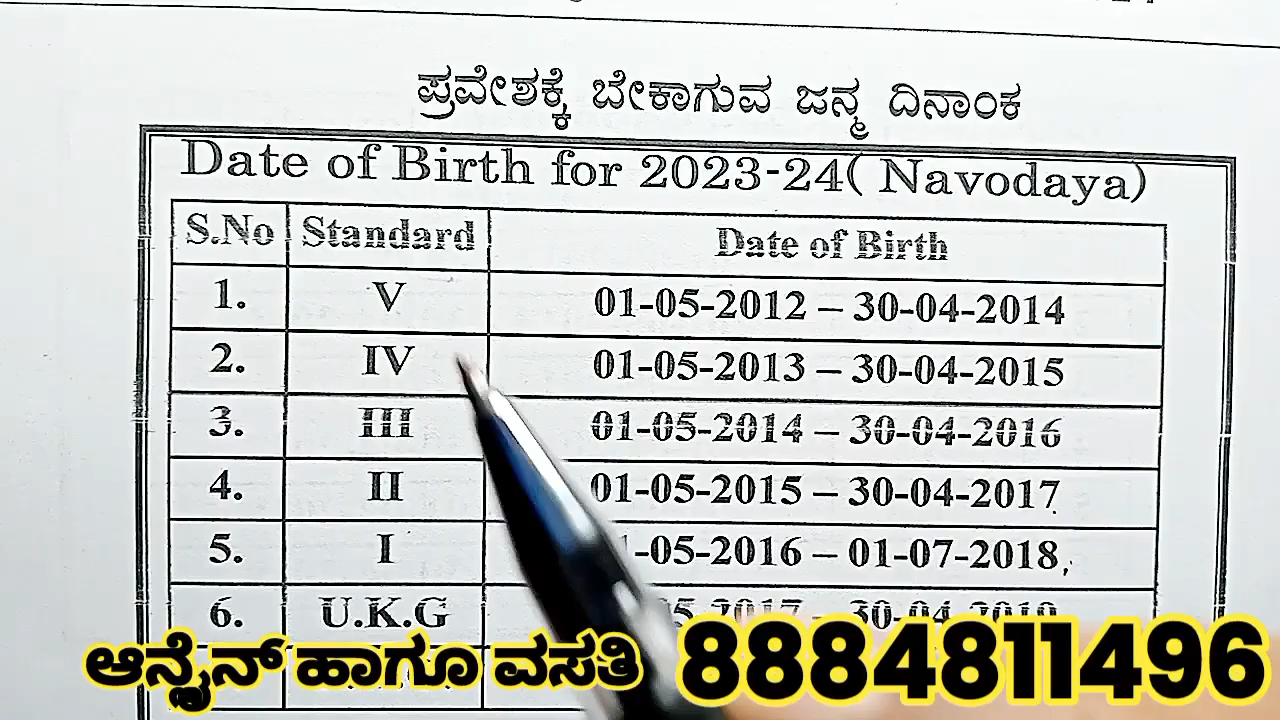 ಪ್ರವೇಶಕ್ಕೆ ಬೇಕಾಗುವ ಜನ್ಮ ದಿನಾಂಕ
Date of Birth for 2023-24( Navodaya)
S.No Standard Date of Birth
1. V 01-05-2012 – 30-04-2014
2. IV 01-05-2013 – 30-04-2015
3. III 01-05-2014 – 30-04-2016
4. II 01-05-2015 – 30-04-2017
5. I -05-2016 – 01-07-2018
6. U.K.G
ಆನ್ಲೈನ್ ಹಾಗೂ ವಸತಿ 8884811496